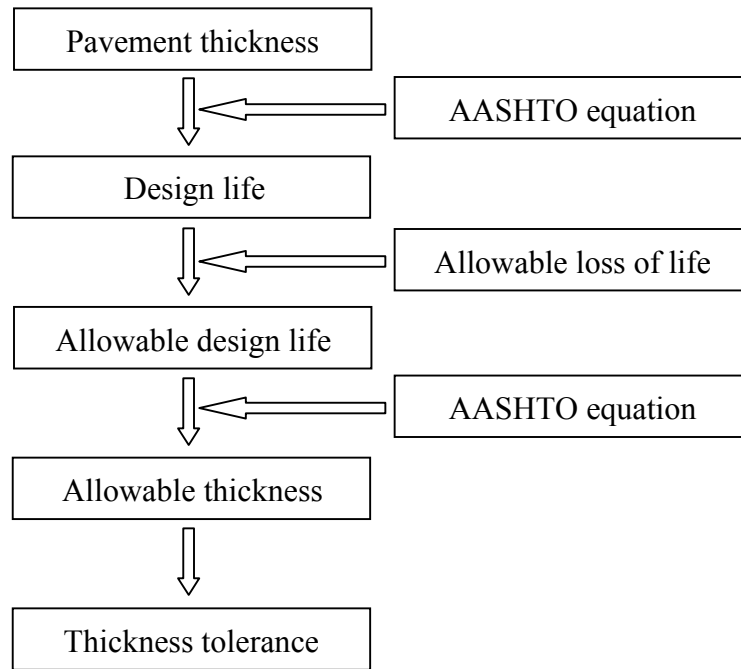 Pavement thickness
AASHTO equation
Design life
Allowable loss of life
Allowable design life
AASHTO equation
Allowable thickness
Thickness tolerance